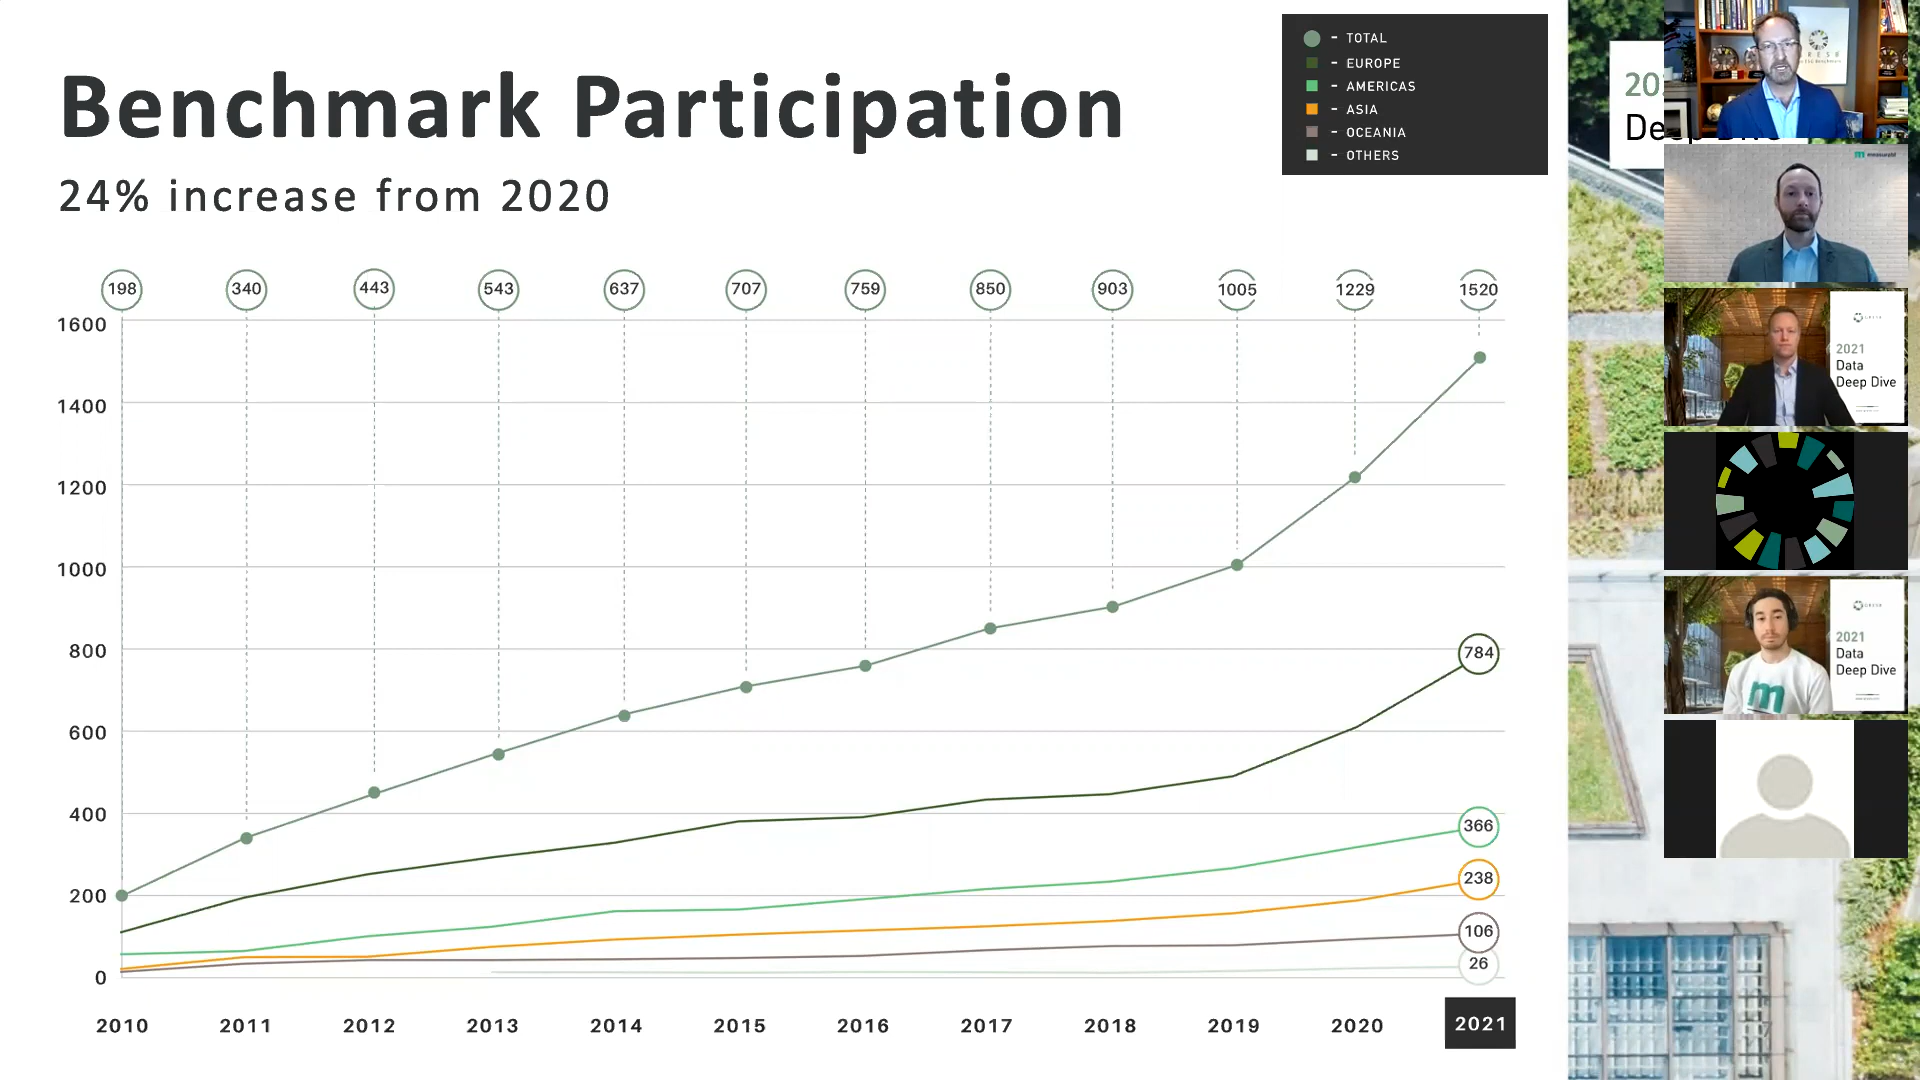 Benchmark Participation
24% increase from 2020
- TOTAL
- EUROPE
- AMERICAS
- ASIA
- OCEANIA
- OTHERS
198 340 443 543 637 707 759 850 903 1005 1229 1520
1600
1400
1200
1000
800
600
400
200
0
784
366
238
106
26
2010 2011 2012 2013 2014 2015 2016 2017 2018 2019 2020 2021
measurabl
2021
Data
Deep Dive
2021
Data
Deep Dive